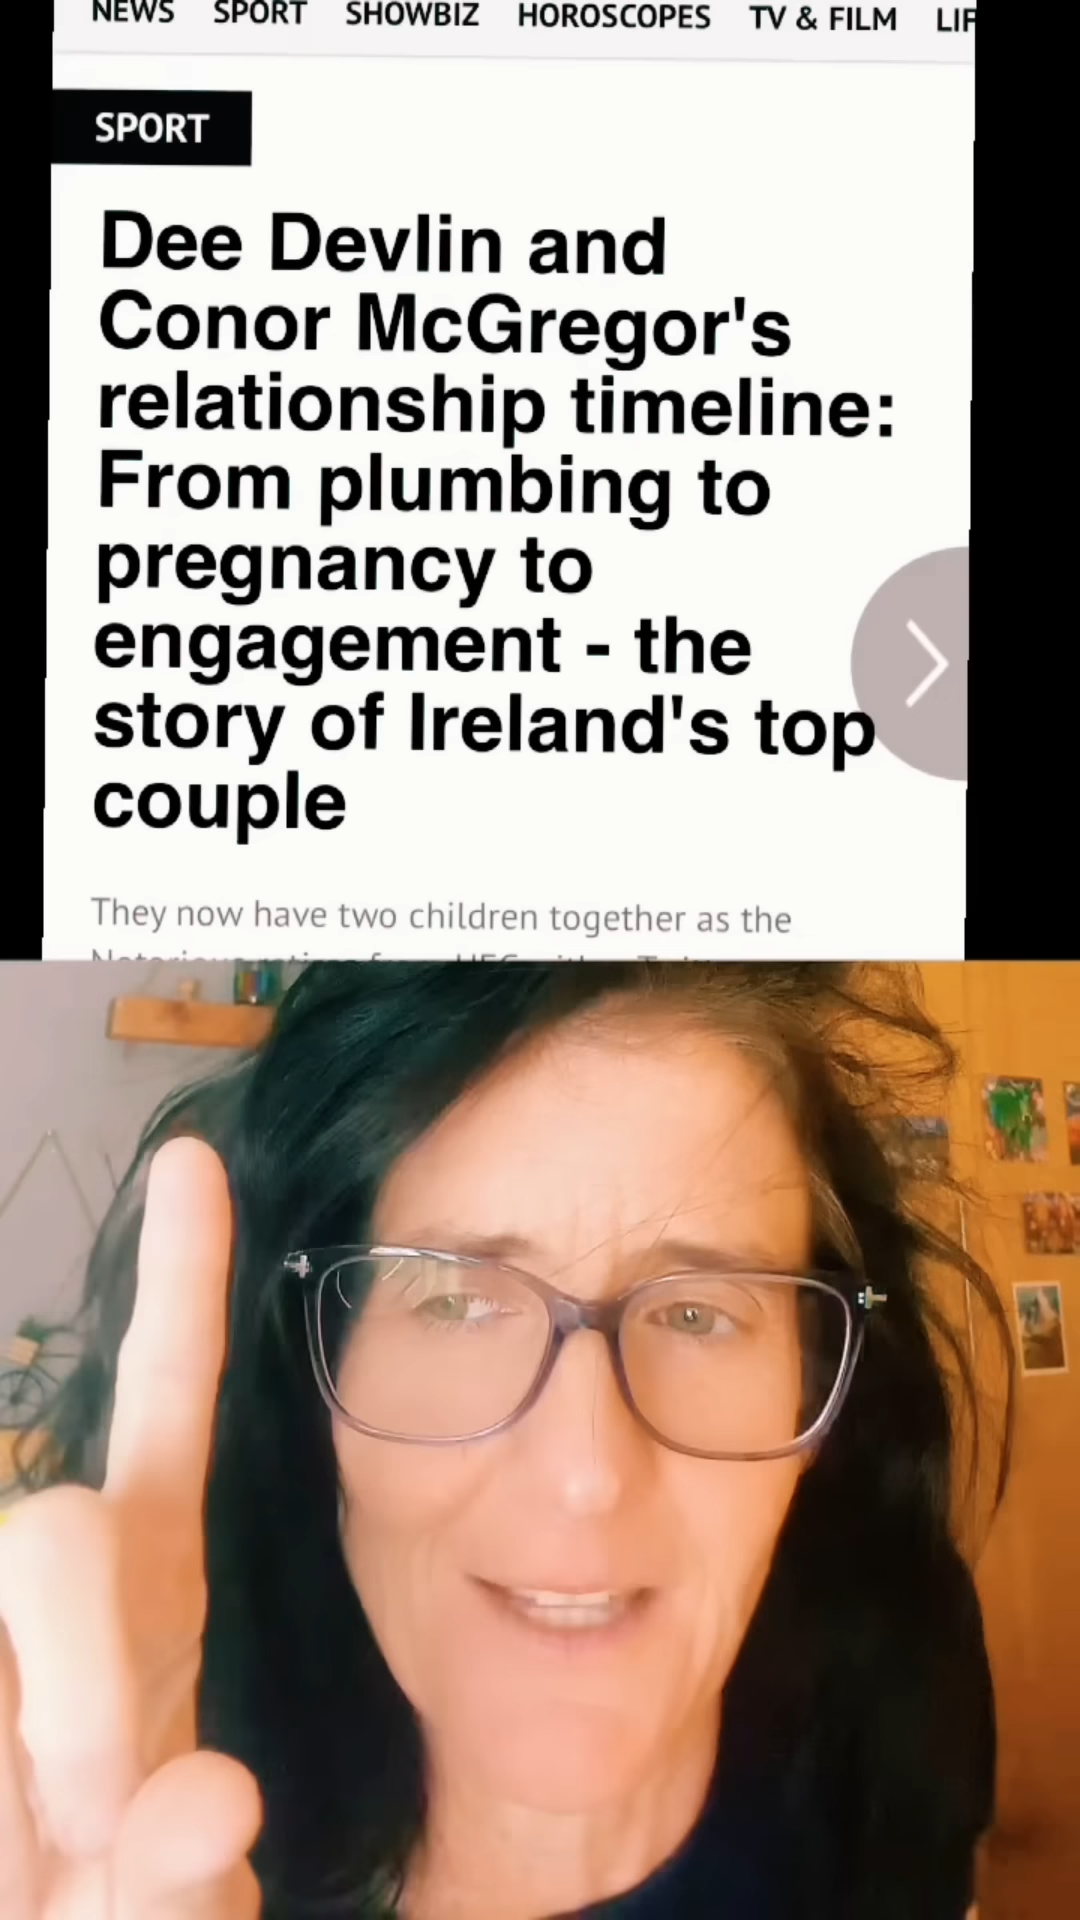 NEWS SPORT SHOWBIZ HOROSCOPES TV & FILM
SPORT
Dee Devlin and
Conor McGregor's
relationship timeline:
From plumbing to
pregnancy to
engagement - the
story of Ireland's top
couple
They now have two children together as the